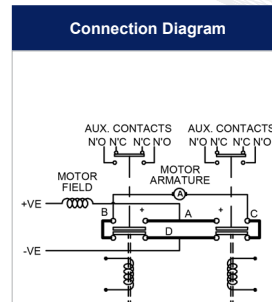 Connection Diagram
AUX. CONTACTS AUX. CONTACTS
N'O N'C N'C N'O N'O N'C N'C N'O
MOTOR
FIELD
MOTOR
ARMATURE
A
+VE
B + A + C
D
-VE